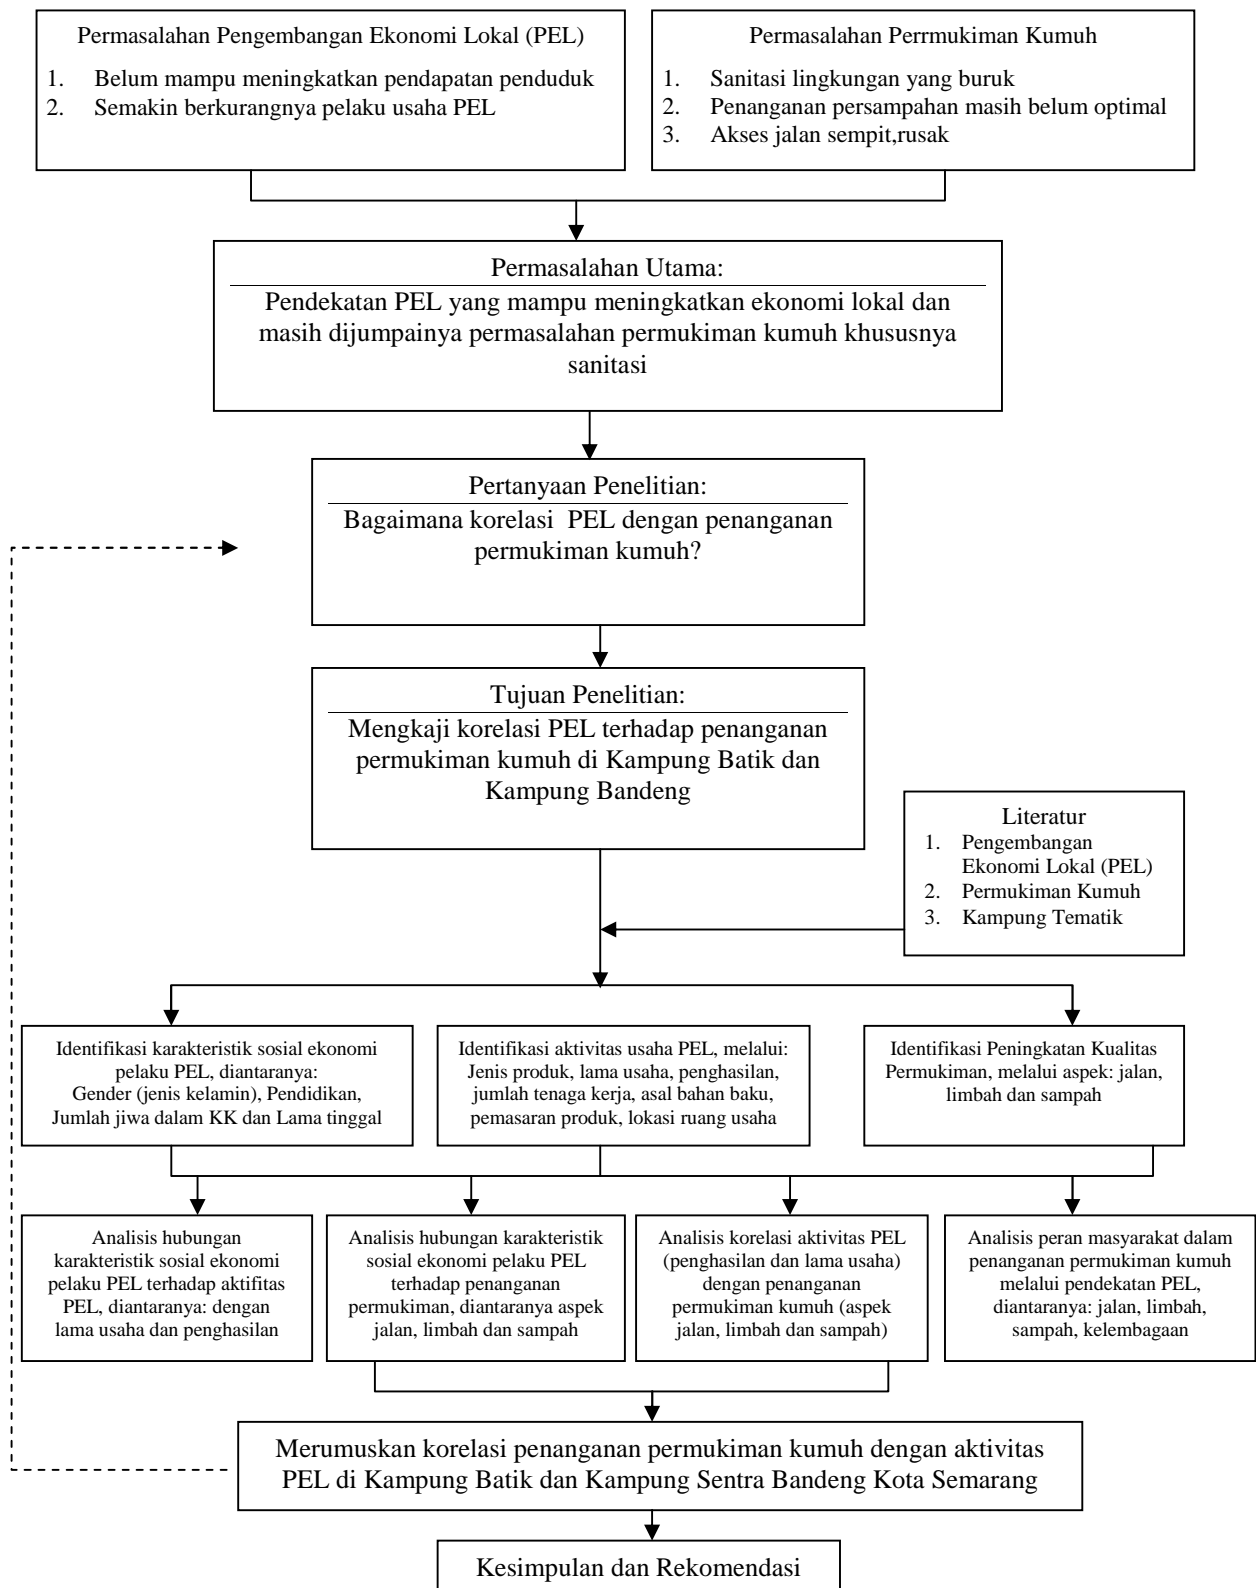 Permasalahan Pengembangan Ekonomi Lokal (PEL)
1. Belum mampu meningkatkan pendapatan penduduk
2. Semakin berkurangnya pelaku usaha PEL
Permasalahan Perrmukiman Kumuh
1. Sanitasi lingkungan yang buruk
2. Penanganan persampahan masih belum optimal
3. Akses jalan sempit,rusak
Permasalahan Utama:
Pendekatan PEL yang mampu meningkatkan ekonomi lokal dan
masih dijumpainya permasalahan permukiman kumuh khususnya
sanitasi
Pertanyaan Penelitian:
Bagaimana korelasi PEL dengan penanganan
permukiman kumuh?
Tujuan Penelitian:
Mengkaji korelasi PEL terhadap penanganan
permukiman kumuh di Kampung Batik dan
Kampung Bandeng
Literatur
1. Pengembangan
Ekonomi Lokal (PEL)
2. Permukiman Kumuh
3. Kampung Tematik
Identifikasi karakteristik sosial ekonomi
pelaku PEL, diantaranya:
Gender (jenis kelamin), Pendidikan,
Jumlah jiwa dalam KK dan Lama tinggal
Identifikasi aktivitas usaha PEL, melalui:
Jenis produk, lama usaha, penghasilan,
jumlah tenaga kerja, asal bahan baku,
pemasaran produk, lokasi ruang usaha
Identifikasi Peningkatan Kualitas
Permukiman, melalui aspek: jalan,
limbah dan sampah
Analisis hubungan
karakteristik sosial ekonomi
pelaku PEL terhadap aktifitas
PEL, diantaranya: dengan
lama usaha dan penghasilan
Analisis hubungan karakteristik
sosial ekonomi pelaku PEL
terhadap penanganan
permukiman, diantaranya aspek
jalan, limbah dan sampah
Analisis korelasi aktivitas PEL
(penghasilan dan lama usaha)
dengan penanganan
permukiman kumuh (aspek
jalan, limbah dan sampah)
Analisis peran masyarakat dalam
penanganan permukiman kumuh
melalui pendekatan PEL,
diantaranya: jalan, limbah,
sampah, kelembagaan
Merumuskan korelasi penanganan permukiman kumuh dengan aktivitas
PEL di Kampung Batik dan Kampung Sentra Bandeng Kota Semarang
Kesimpulan dan Rekomendasi